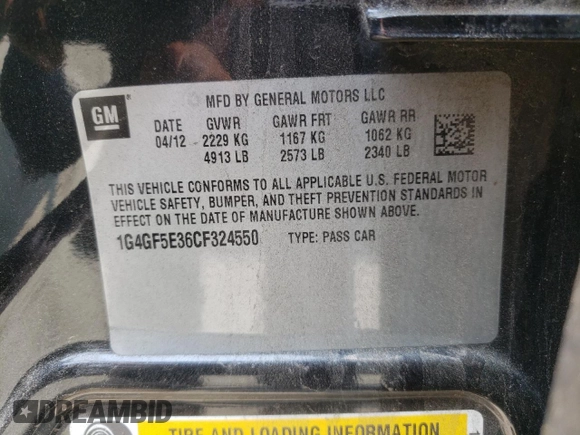 GM
MFD BY GENERAL MOTORS LLC
DATE GVWR GAWR FRT GAWR RR
04/12 2229 KG 1167 KG 1062 KG
4913 LB 2573 LB 2340 LB
THIS VEHICLE CONFORMS TO ALL APPLICABLE U.S. FEDERAL MOTOR
VEHICLE SAFETY, BUMPER, AND THEFT PREVENTION STANDARDS IN
EFFECT ON THE DATE OF MANUFACTURE SHOWN ABOVE.
1G4GF5E36CF324550 TYPE: PASS CAR
TIRE AND LOADING INFORMATION
DREAMBID